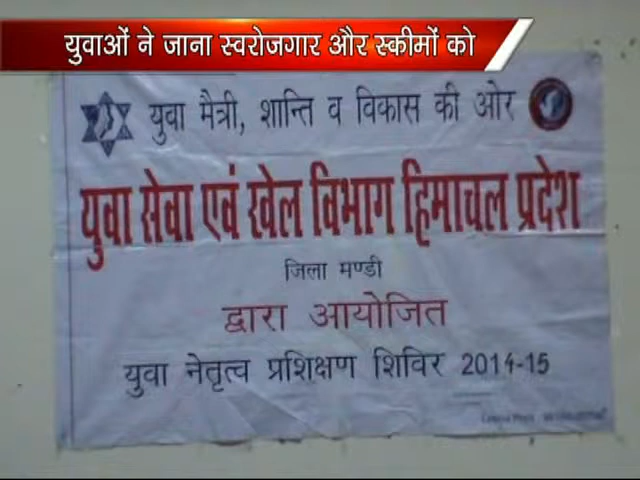 युवाओं ने जाना स्वरोजगार और स्कीमों को
युवा मैत्री, शान्ति व विकास की ओर
युवा सेवा एवं खेल विभाग हिमाचल प्रदेश
जिला मण्डी
द्वारा आयोजित
युवा नेतृत्व प्रशिक्षण शिविर 2014-15